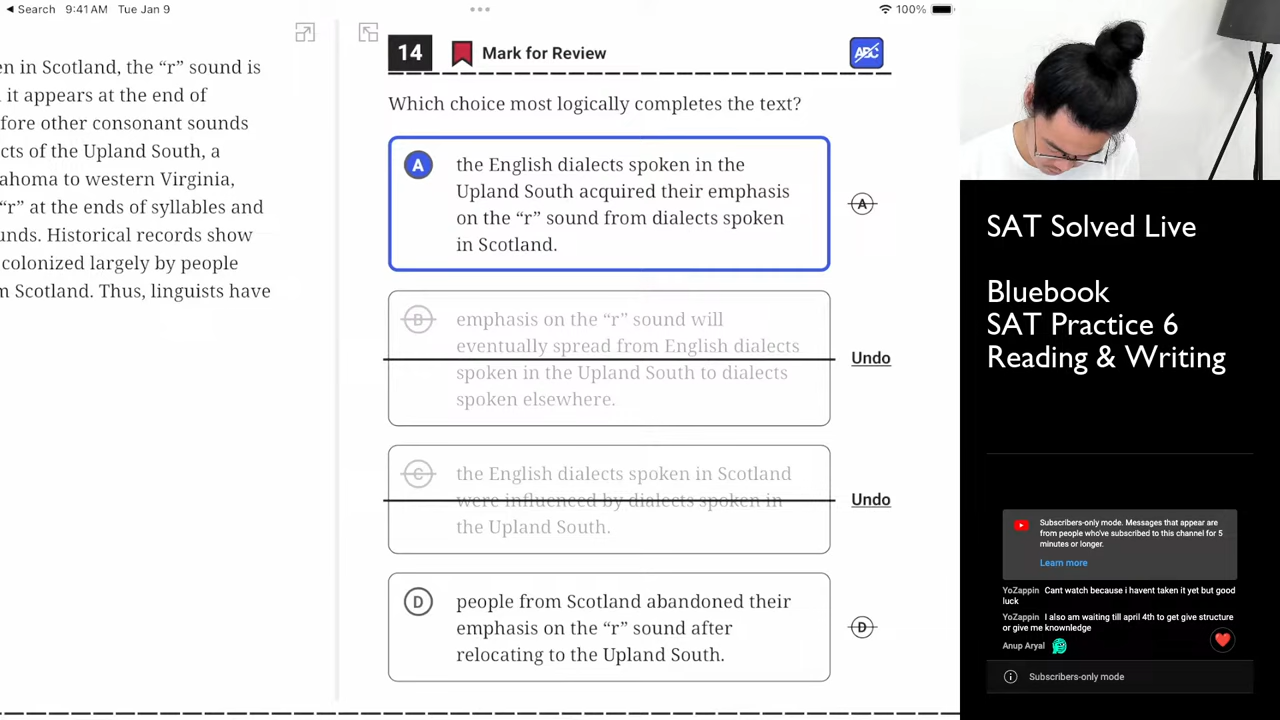 Search 9:41 AM Tue Jan 9
100%
en in Scotland, the “r” sound is
it appears at the end of
fore other consonant sounds
cts of the Upland South, a
ahoma to western Virginia,
“r” at the ends of syllables and
unds. Historical records show
colonized largely by people
m Scotland. Thus, linguists have
14 Mark for Review
ABC
Which choice most logically completes the text?
A
the English dialects spoken in the
Upland South acquired their emphasis
on the “r” sound from dialects spoken
in Scotland.
A
B
emphasis on the “r” sound will
eventually spread from English dialects
spoken in the Upland South to dialects
spoken elsewhere.
Undo
C
the English dialects spoken in Scotland
were influenced by dialects spoken in
the Upland South.
Undo
D
people from Scotland abandoned their
emphasis on the “r” sound after
relocating to the Upland South.
D
SAT Solved Live
Bluebook
SAT Practice 6
Reading & Writing
Subscribers-only mode. Messages that appear are
from people who've subscribed to this channel for 5
minutes or longer.
Learn more
YoZappin Cant watch because i havent taken it yet but good
luck
YoZappin I also am waiting till april 4th to get give structure
or give me knownledge
Anup Aryal
Subscribers-only mode